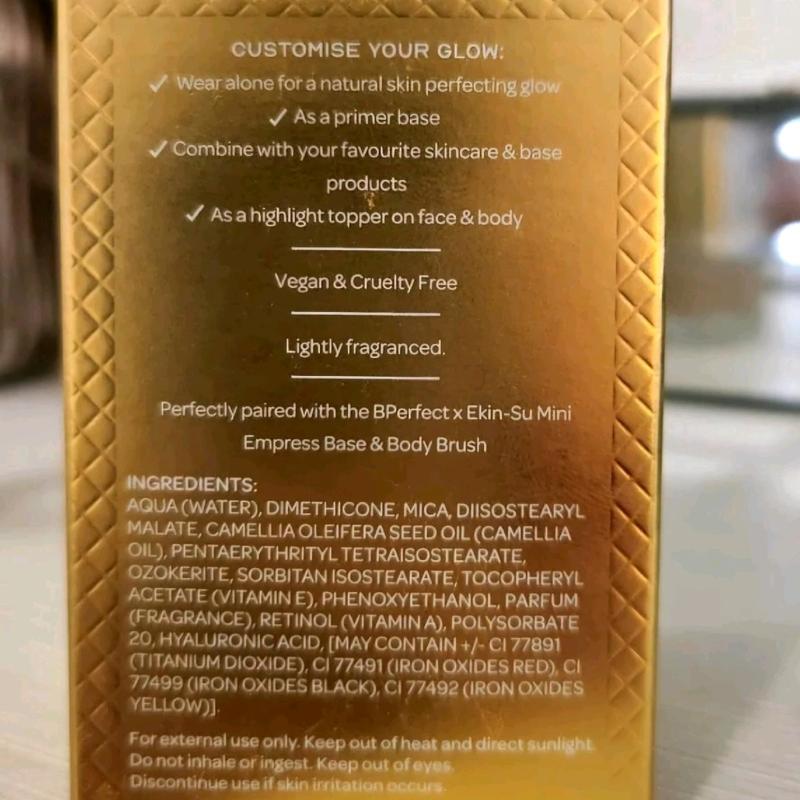 CUSTOMISE YOUR GLOW:
✓ Wear alone for a natural skin perfecting glow
✓ As a primer base
✓ Combine with your favourite skincare & base
products
✓ As a highlight topper on face & body
Vegan & Cruelty Free
Lightly fragranced.
Perfectly paired with the BPerfect x Ekin-Su Mini
Empress Base & Body Brush
INGREDIENTS:
AQUA (WATER), DIMETHICONE, MICA, DIISOSTEARYL
MALATE, CAMELLIA OLEIFERA SEED OIL (CAMELLIA
OIL), PENTAERYTHRITYL TETRAISOSTEARATE,
OZOKERITE, SORBITAN ISOSTEARATE, TOCOPHERYL
ACETATE (VITAMIN E), PHENOXYETHANOL, PARFUM
(FRAGRANCE), RETINOL (VITAMIN A), POLYSORBATE
20, HYALURONIC ACID, [MAY CONTAIN +/- CI 77891
(TITANIUM DIOXIDE), CI 77491 (IRON OXIDES RED), CI
77499 (IRON OXIDES BLACK), CI 77492 (IRON OXIDES
YELLOW)].
For external use only. Keep out of heat and direct sunlight.
Do not inhale or ingest. Keep out of eyes.
Discontinue use if skin irritation occurs.